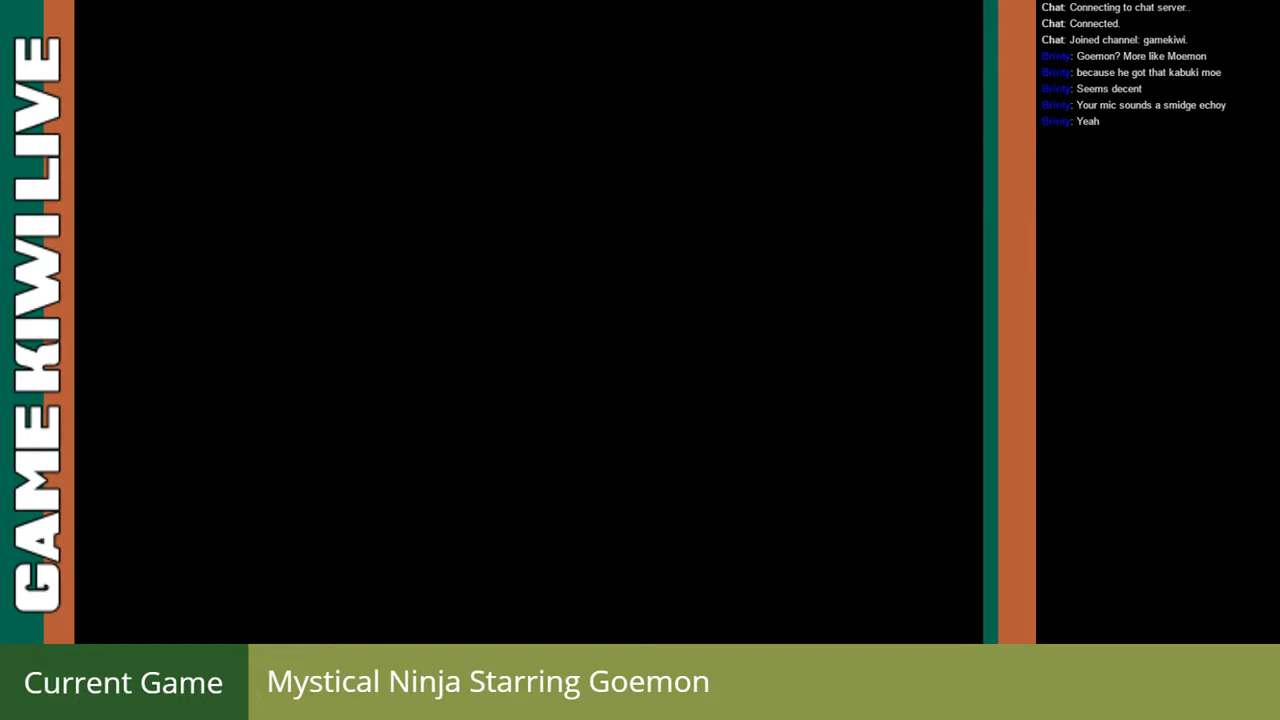 GAME KIWI LIVE
Chat: Connecting to chat server..
Chat: Connected.
Chat: Joined channel: gamekiwi.
Brinty: Goemon? More like Moemon
Brinty: because he got that kabuki moe
Brinty: Seems decent
Brinty: Your mic sounds a smidge echoy
Brinty: Yeah
Current Game
Mystical Ninja Starring Goemon